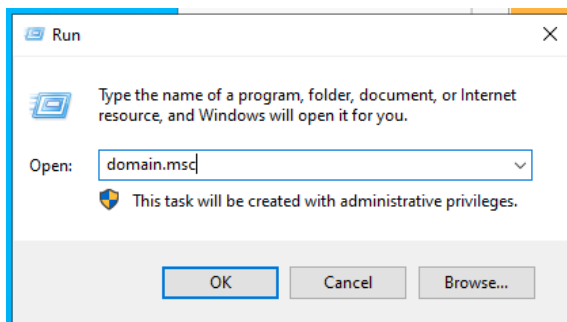 Run
Type the name of a program, folder, document, or Internet
resource, and Windows will open it for you.
Open: domain.msc
This task will be created with administrative privileges.
OK Cancel Browse...